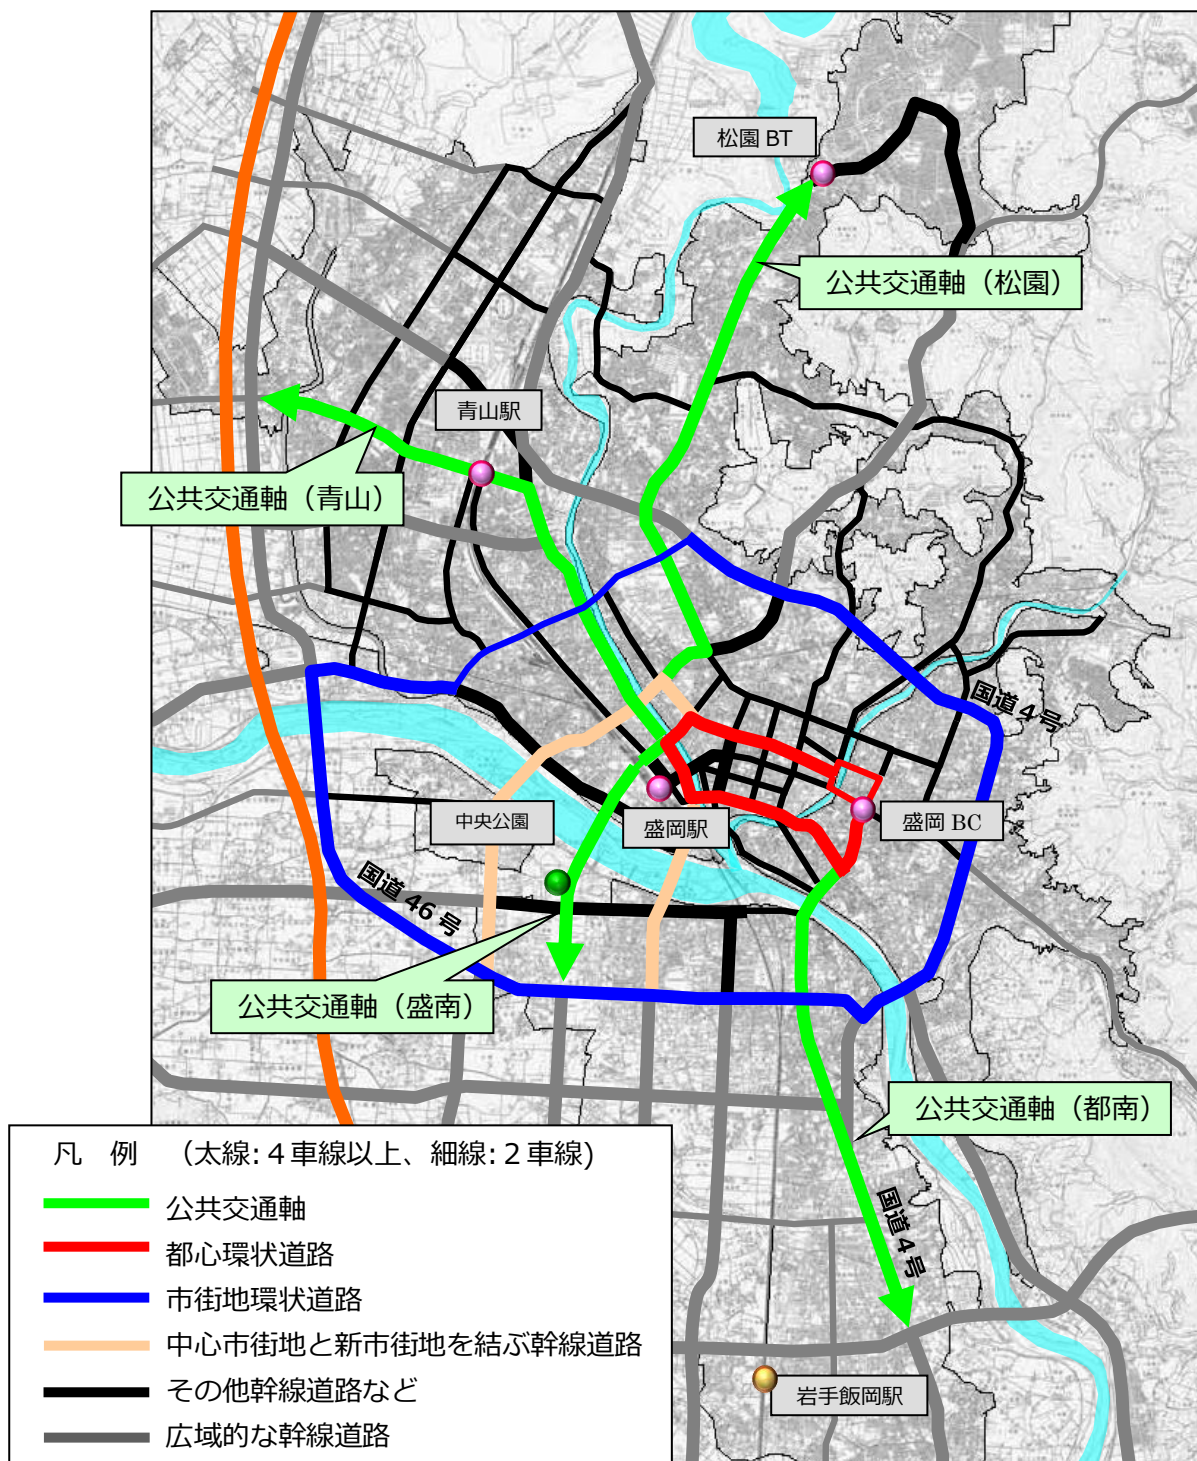 松園 BT
公共交通軸（松園）
青山駅
公共交通軸（青山）
国道４号
中央公園
盛岡駅
盛岡 BC
国道 46 号
公共交通軸（盛南）
公共交通軸（都南）
国道４号
岩手飯岡駅
凡　例　（太線:４車線以上、細線:２車線)
公共交通軸
都心環状道路
市街地環状道路
中心市街地と新市街地を結ぶ幹線道路
その他幹線道路など
広域的な幹線道路